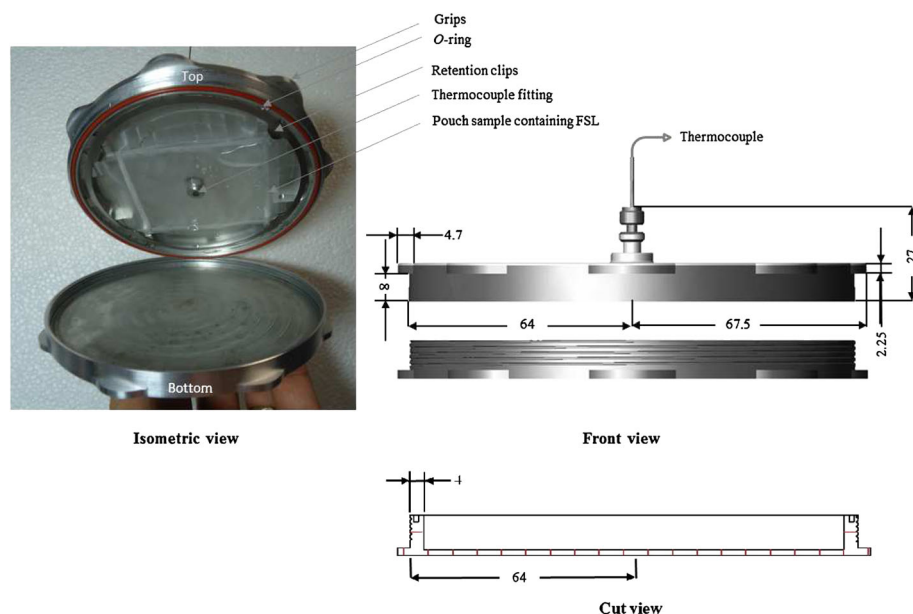 Grips
O-ring
Retention clips
Thermocouple fitting
Pouch sample containing FSL
Top
Bottom
Isometric view
Thermocouple
4.7
8
27
64
67.5
2.25
Front view
64
Cut view